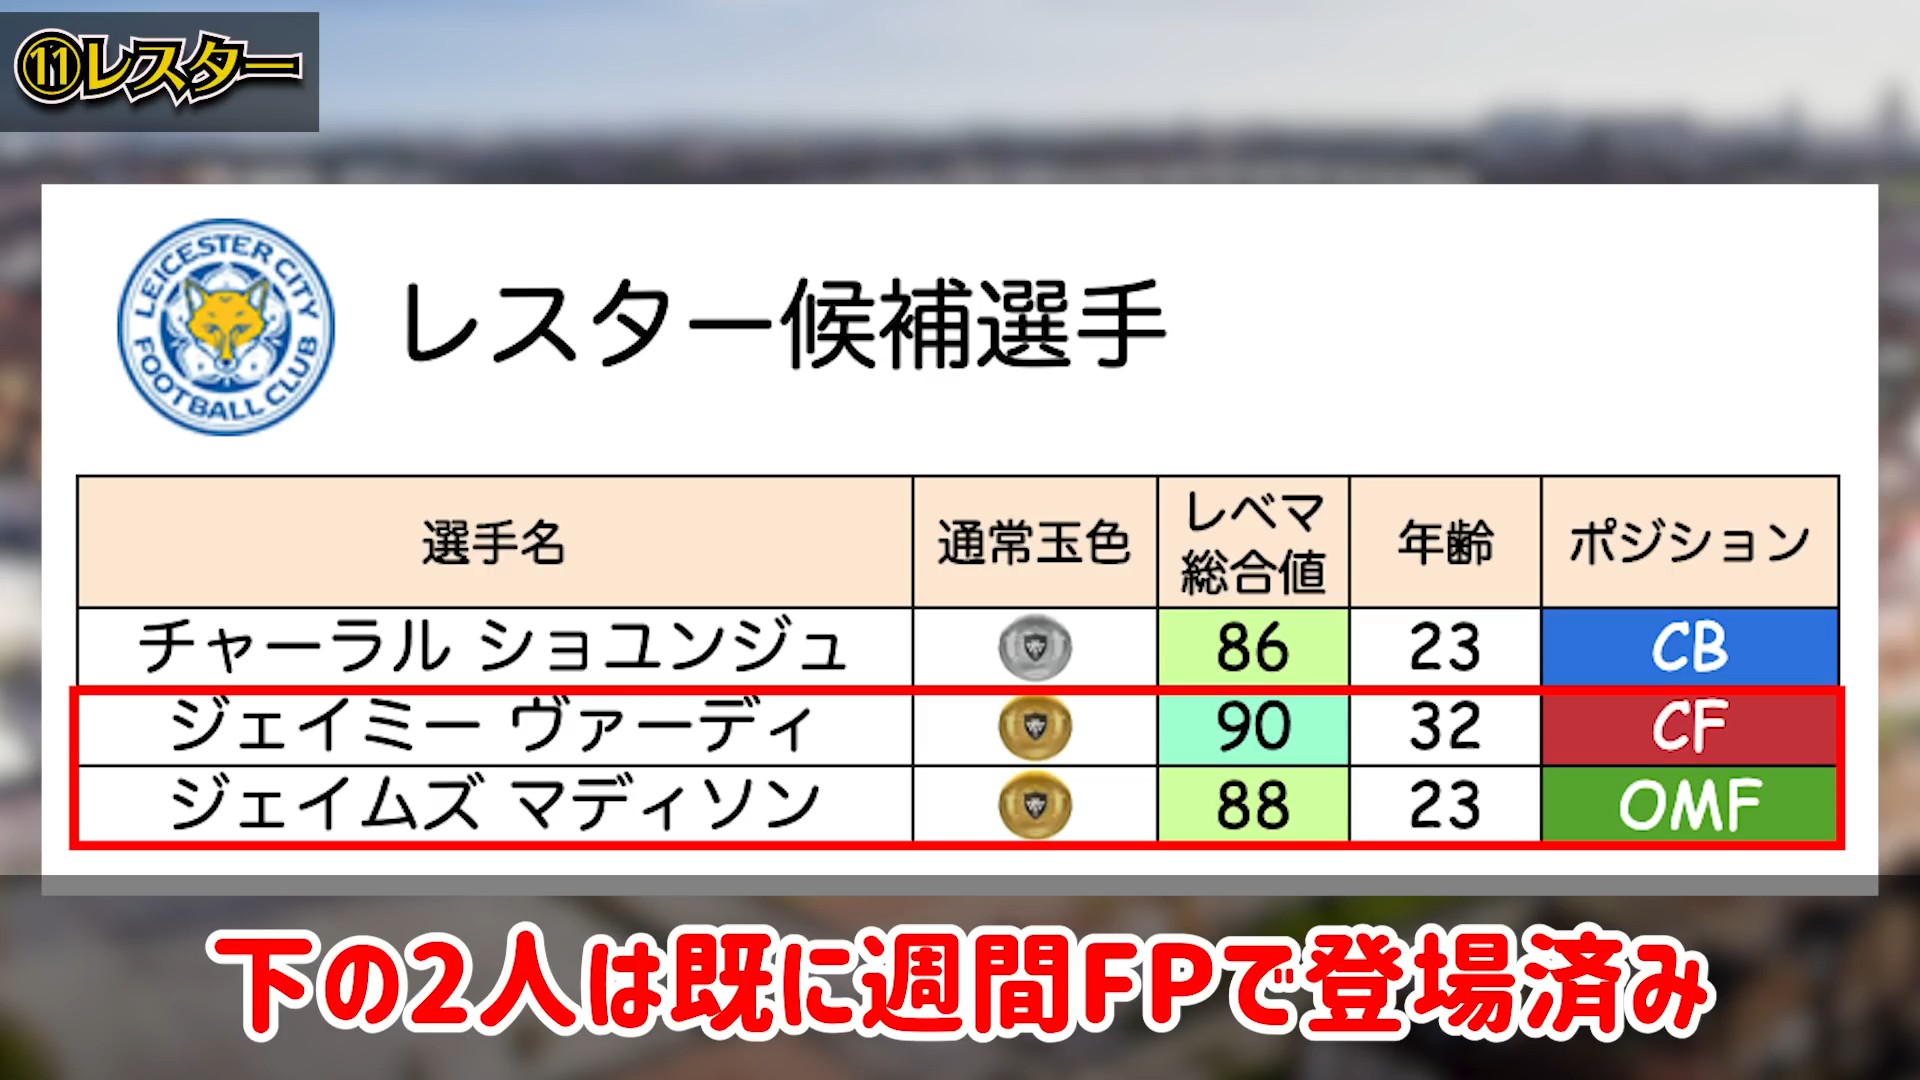 ⑪レスター
LEICESTER CITY
FOOTBALL CLUB
レスター候補選手
選手名 通常玉色 レベマ総合値 年齢 ポジション
チャーラル ショユンジュ 86 23 CB
ジェイミー ヴァーディ 90 32 CF
ジェイムズ マディソン 88 23 OMF
下の2人は既に週間FPで登場済み